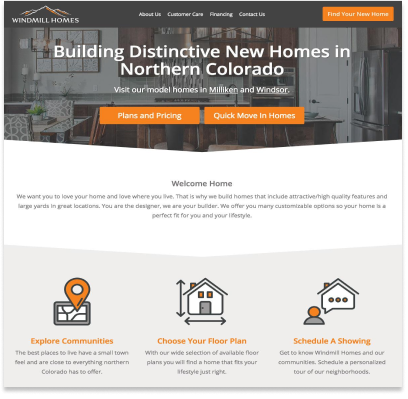 WINDMILL HOMES
About Us Customer Care Financing Contact Us
Find Your New Home
Building Distinctive New Homes in
Northern Colorado
Visit our model homes in Milliken and Windsor.
Plans and Pricing Quick Move In Homes
Welcome Home
We want you to love your home and love where you live. That is why we build homes that include attractive/high quality features and
large yards in great locations. You are the designer, we are your builder. We offer you many customizable options so your home is a
perfect fit for you and your lifestyle.
Explore Communities
The best places to live have a small town
feel and are close to everything northern
Colorado has to offer.
Choose Your Floor Plan
With our wide selection of available floor
plans you will find a home that fits your
lifestyle just right.
Schedule A Showing
Get to know Windmill Homes and our
communities. Schedule a personalized
tour of our neighborhoods.